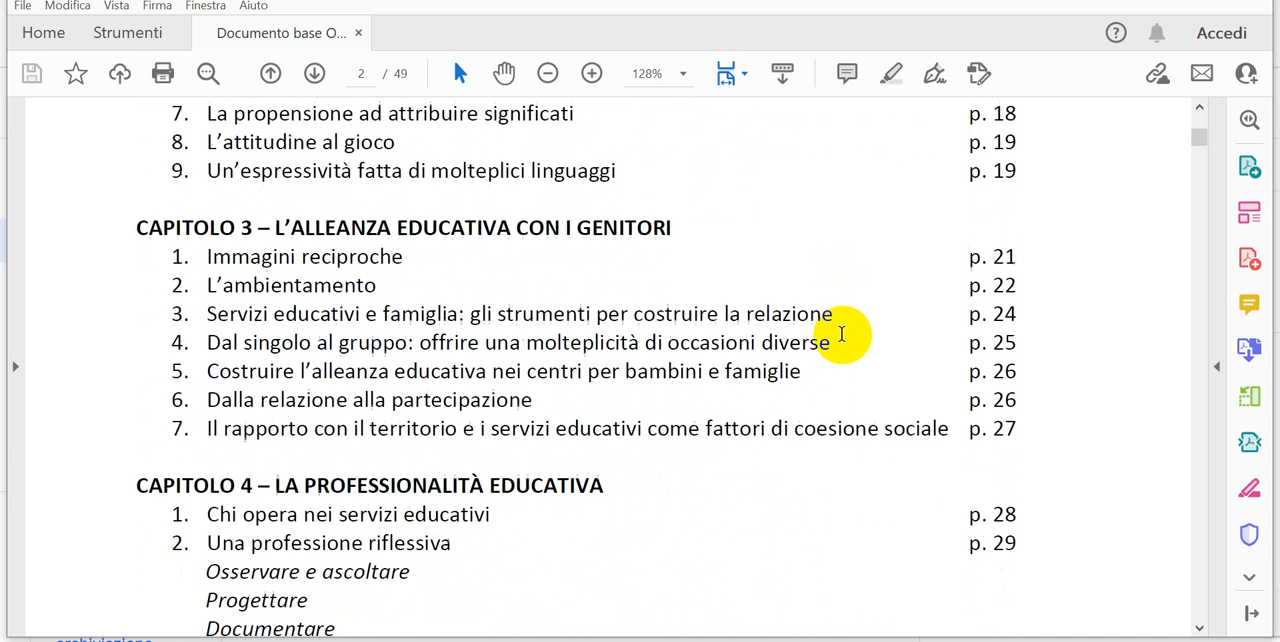 File Modifica Vista Firma Finestra Aiuto
Home Strumenti Documento base O... × Accedi
2 / 49 128%
7. La propensione ad attribuire significati p. 18
8. L’attitudine al gioco p. 19
9. Un’espressività fatta di molteplici linguaggi p. 19
CAPITOLO 3 – L’ALLEANZA EDUCATIVA CON I GENITORI
1. Immagini reciproche p. 21
2. L’ambientamento p. 22
3. Servizi educativi e famiglia: gli strumenti per costruire la relazione p. 24
4. Dal singolo al gruppo: offrire una molteplicità di occasioni diverse p. 25
5. Costruire l’alleanza educativa nei centri per bambini e famiglie p. 26
6. Dalla relazione alla partecipazione p. 26
7. Il rapporto con il territorio e i servizi educativi come fattori di coesione sociale p. 27
CAPITOLO 4 – LA PROFESSIONALITÀ EDUCATIVA
1. Chi opera nei servizi educativi p. 28
2. Una professione riflessiva p. 29
Osservare e ascoltare
Progettare
Documentare